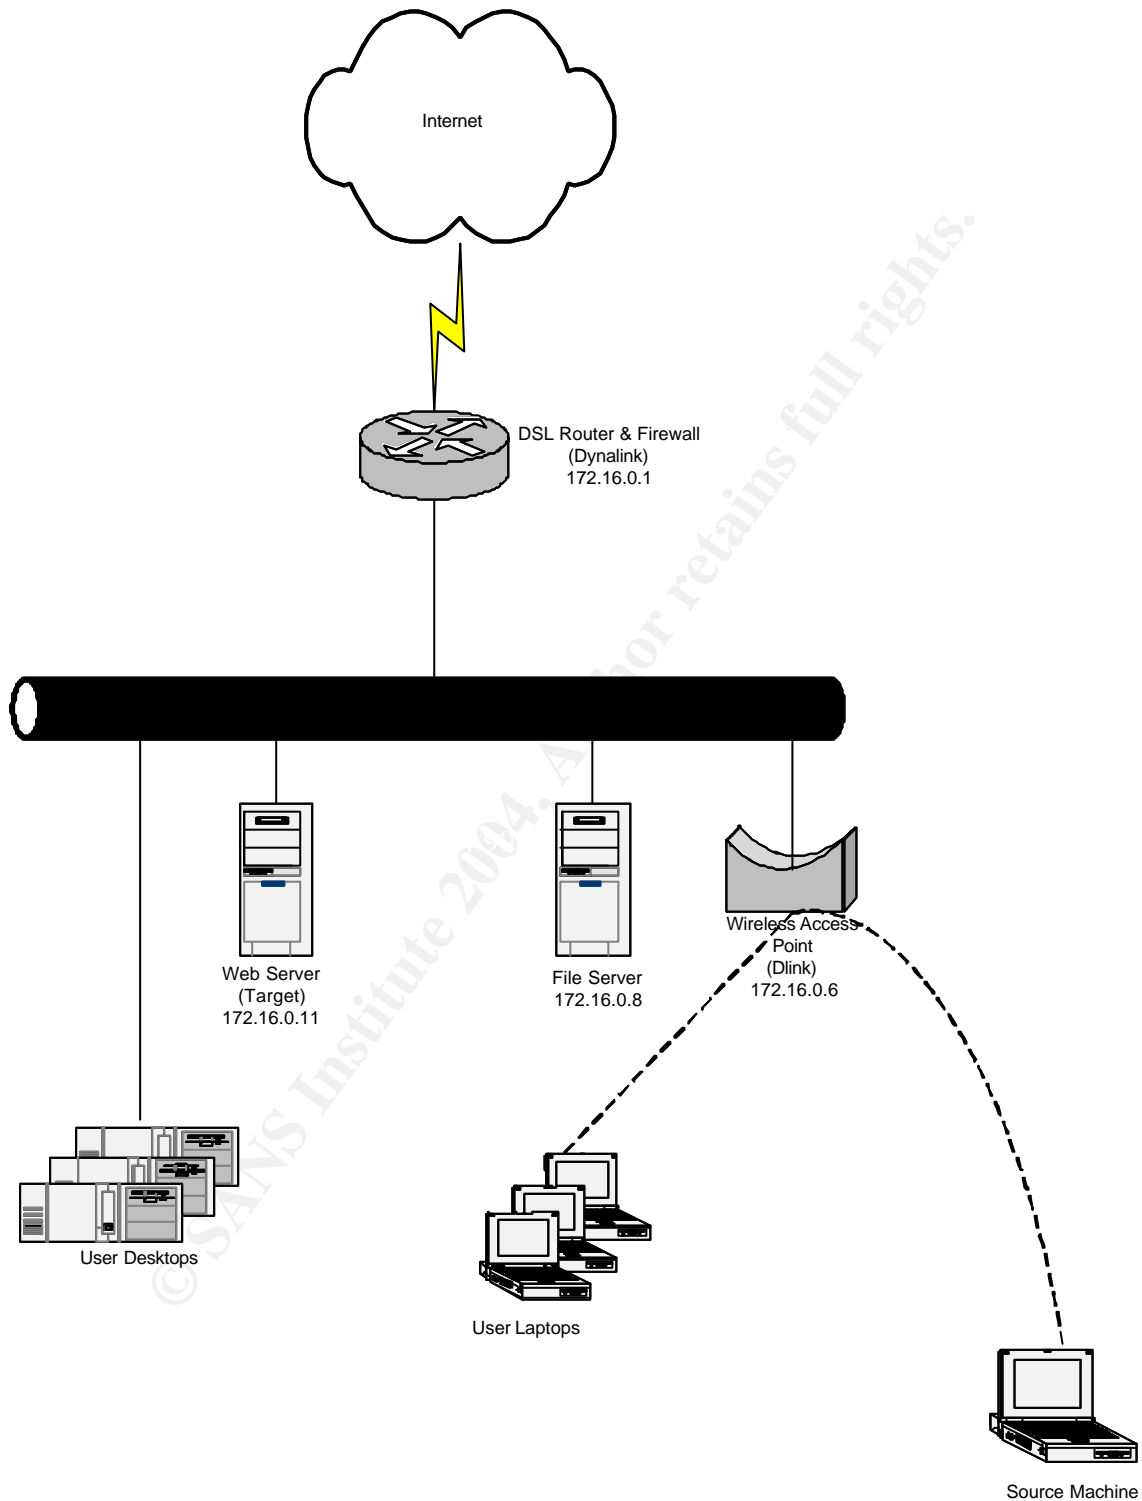 Internet
DSL Router & Firewall
(Dynalink)
172.16.0.1
Web Server
(Target)
172.16.0.11
File Server
172.16.0.8
Wireless Access
Point
(Dlink)
172.16.0.6
User Desktops
User Laptops
Source Machine
© SANS Institute 2004, Author retains full rights.